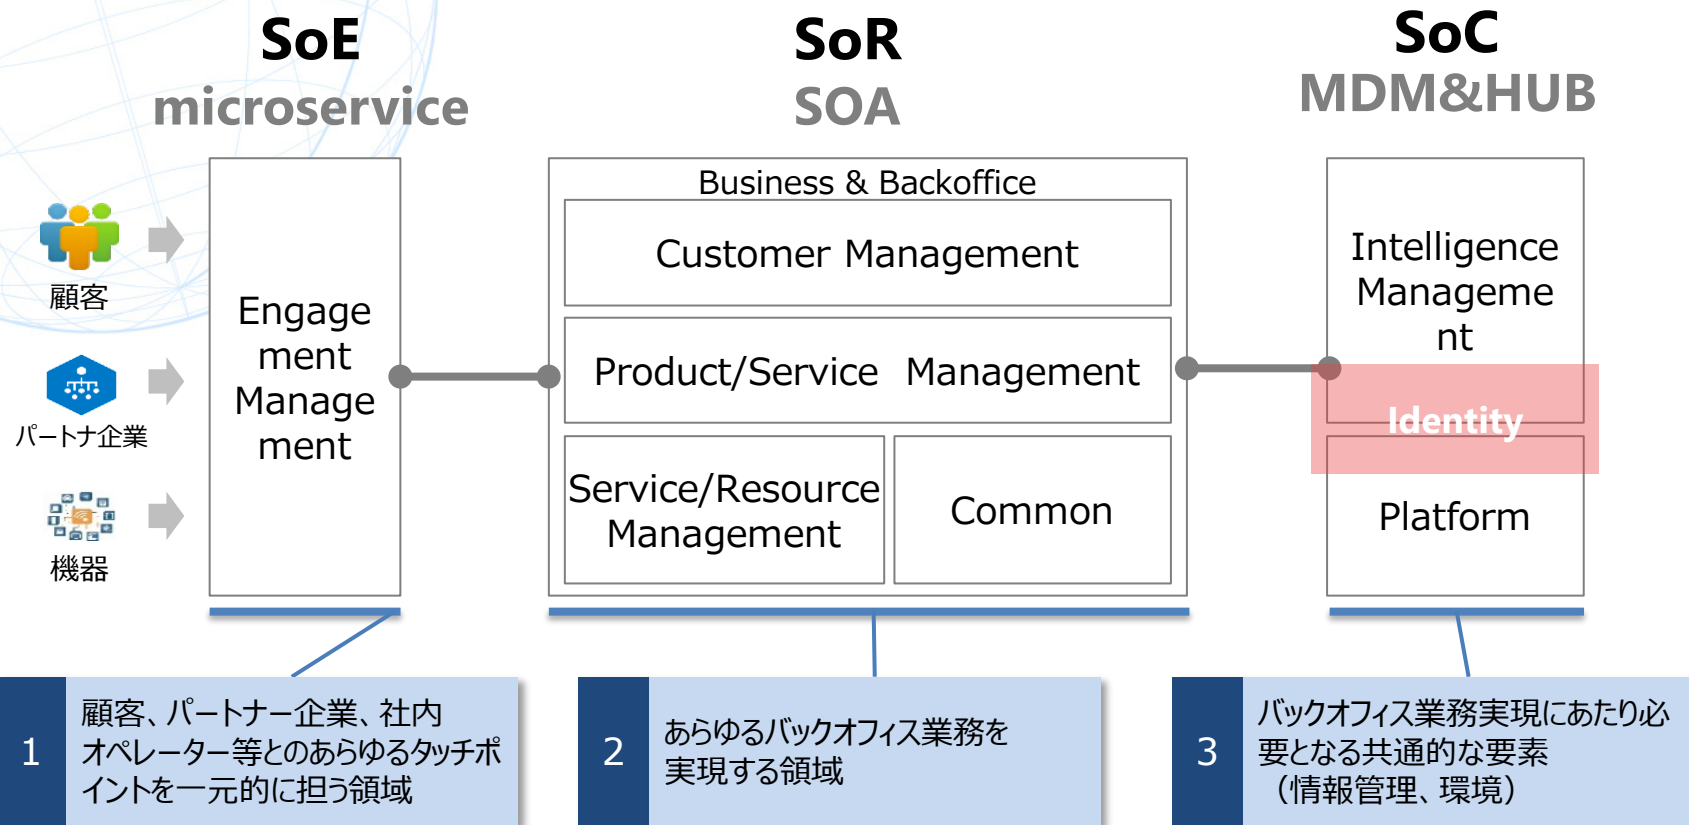 SoE
microservice
SoR
SOA
SoC
MDM&HUB
顧客
パートナ企業
機器
Engage
ment
Manage
ment
Business & Backoffice
Customer Management
Product/Service Management
Service/Resource
Management
Common
Intelligence
Manageme
nt
Identity
Platform
1
顧客、パートナー企業、社内
オペレーター等とのあらゆるタッチポ
イントを一元的に担う領域
2
あらゆるバックオフィス業務を
実現する領域
3
バックオフィス業務実現にあたり必
要となる共通的な要素
（情報管理、環境）